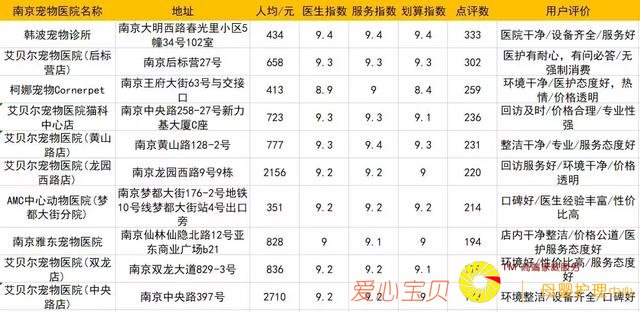 南京宠物医院名称 地址 人均/元 医生指数 服务指数 划算指数 点评数 用户评价
韩波宠物诊所 南京大明西路春光里小区5幢34号102室 434 9.4 9.4 9.4 333 医院干净/设备齐全/服务好
艾贝尔宠物医院(后标营店) 南京后标营27号 658 9.3 9.3 9.3 302 医护有耐心，有问必答/无强制消费
柯娜宠物Cornerpet 南京王府大街63号与交接口 413 8.9 9 8.4 259 环境干净/医护态度好，热情/价格透明
艾贝尔宠物医院猫科中心店 南京中央路258-27号新力基大厦C座 723 9.3 9.3 9.1 236 回访及时/价格合理/专业性强
艾贝尔宠物医院(黄山路店) 南京黄山路128-2号 777 9.4 9.3 9.4 231 整洁干净/专业/服务态度好
艾贝尔宠物医院(龙园西路店) 南京龙园西路9号9栋 2156 9.2 9.2 9 220 回访服务好/环境干净/价格透明
AMC中心动物医院(梦都大街分院) 南京梦都大街176-2号地铁10号线梦都大街站4号出口旁 351 9.2 9.2 9.2 214 口碑好/医生经验丰富/性价比高
南京雅东宠物医院 南京仙林仙隐北路12号亚东商业广场b21 828 9 9.1 9 194 店内干净整洁/价格公道/医护服务态度好
艾贝尔宠物医院(双龙店) 南京双龙大道829-3号 836 9.2 9.2 9.1 环境好/性价比高/服务态度好
艾贝尔宠物医院(中央路店) 南京中央路397号 2710 9.2 9.2 9 环境整洁/设备齐全/口碑好
爱心宝贝
TM 高端家庭服务
母婴护理中心